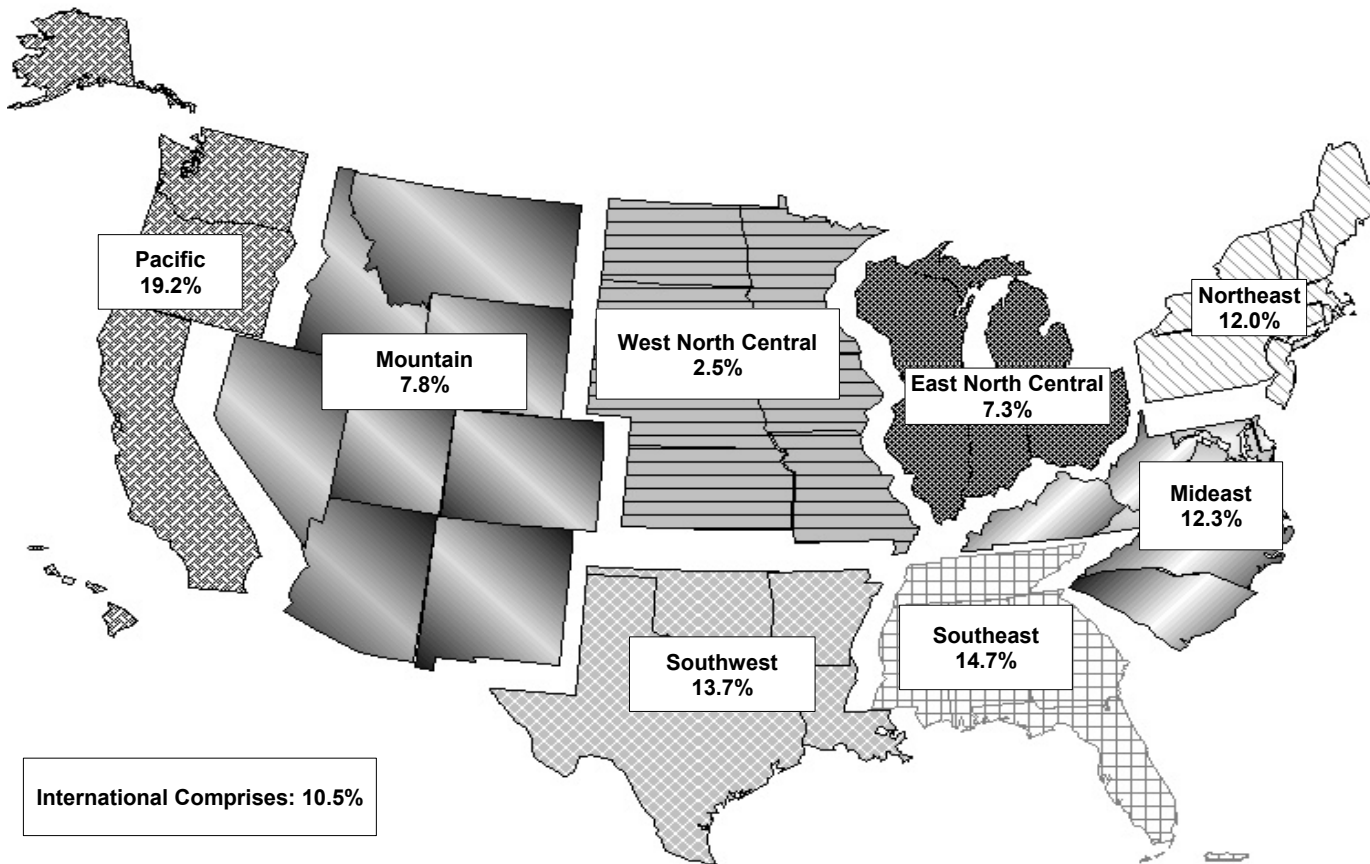 Pacific
19.2%
Mountain
7.8%
West North Central
2.5%
East North Central
7.3%
Northeast
12.0%
Mideast
12.3%
Southwest
13.7%
Southeast
14.7%
International Comprises: 10.5%